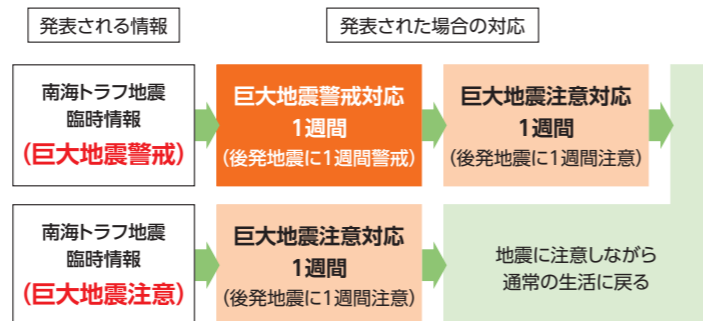 発表される情報
発表された場合の対応
南海トラフ地震
臨時情報
(巨大地震警戒)
巨大地震警戒対応
1週間
(後発地震に1週間警戒)
巨大地震注意対応
1週間
(後発地震に1週間注意)
南海トラフ地震
臨時情報
(巨大地震注意)
巨大地震注意対応
1週間
(後発地震に1週間注意)
地震に注意しながら
通常の生活に戻る